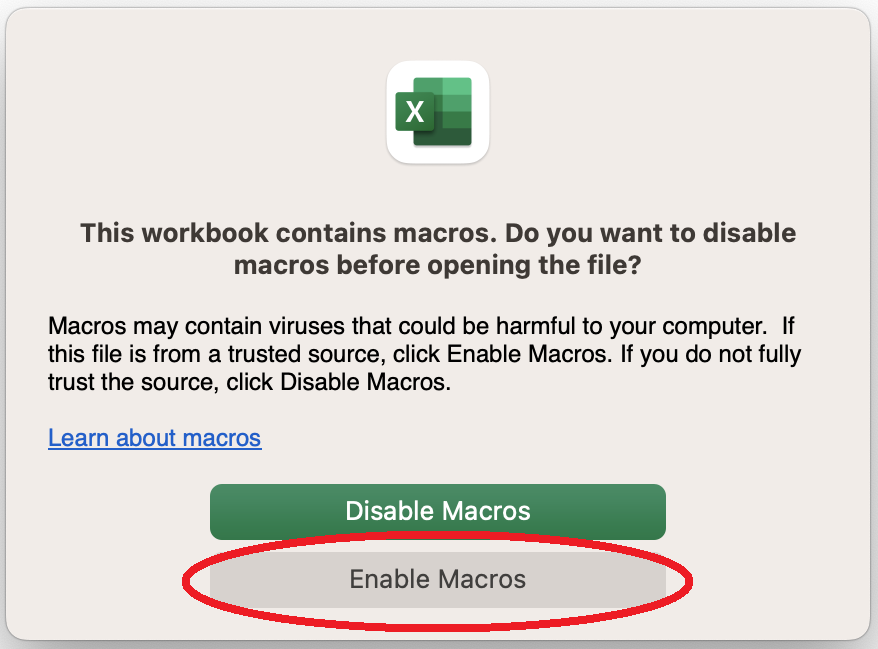 X
This workbook contains macros. Do you want to disable
macros before opening the file?
Macros may contain viruses that could be harmful to your computer.  If
this file is from a trusted source, click Enable Macros. If you do not fully
trust the source, click Disable Macros.
Learn about macros
Disable Macros
Enable Macros